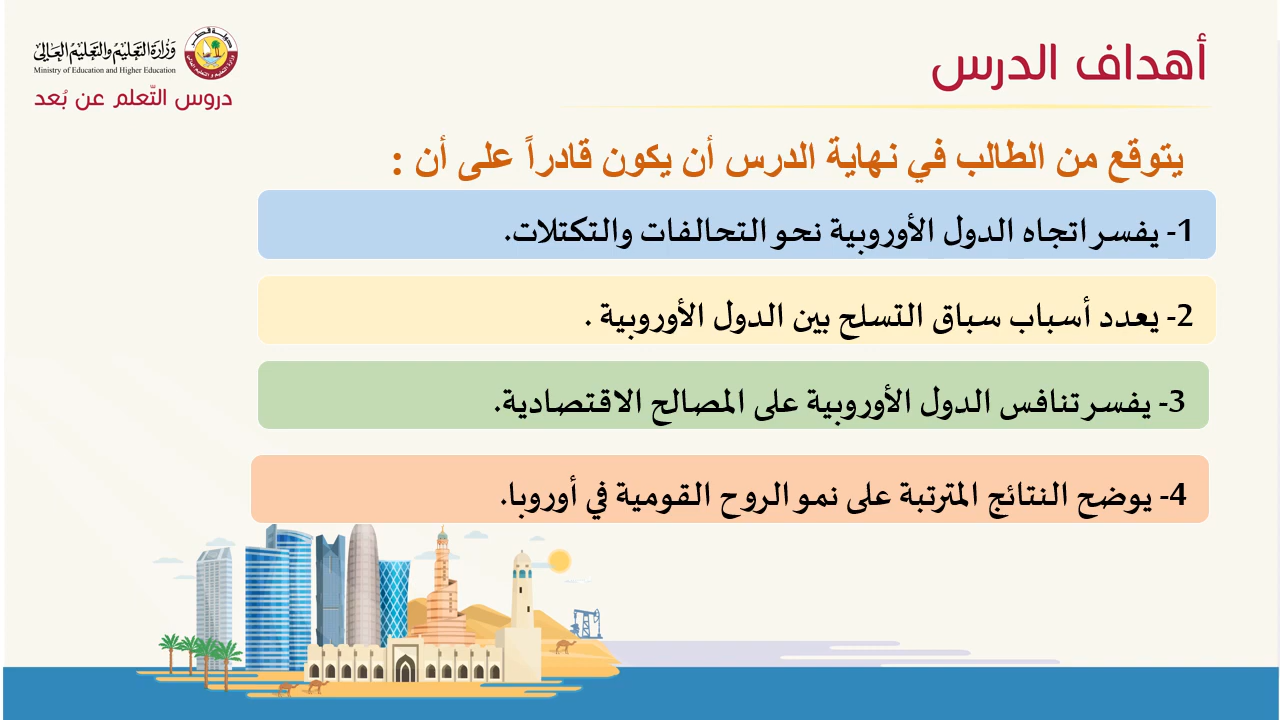 أهداف الدرس
وزارة التعليم والتعليم العالي
Ministry of Education and Higher Education
دروس التّعلم عن بُعد
يتوقع من الطالب في نهاية الدرس أن يكون قادراً على أن :
1- يفسر اتجاه الدول الأوروبية نحو التحالفات والتكتلات.
2- يعدد أسباب سباق التسلح بين الدول الأوروبية .
3- يفسر تنافس الدول الأوروبية على المصالح الاقتصادية.
4- يوضح النتائج المترتبة على نمو الروح القومية في أوروبا.